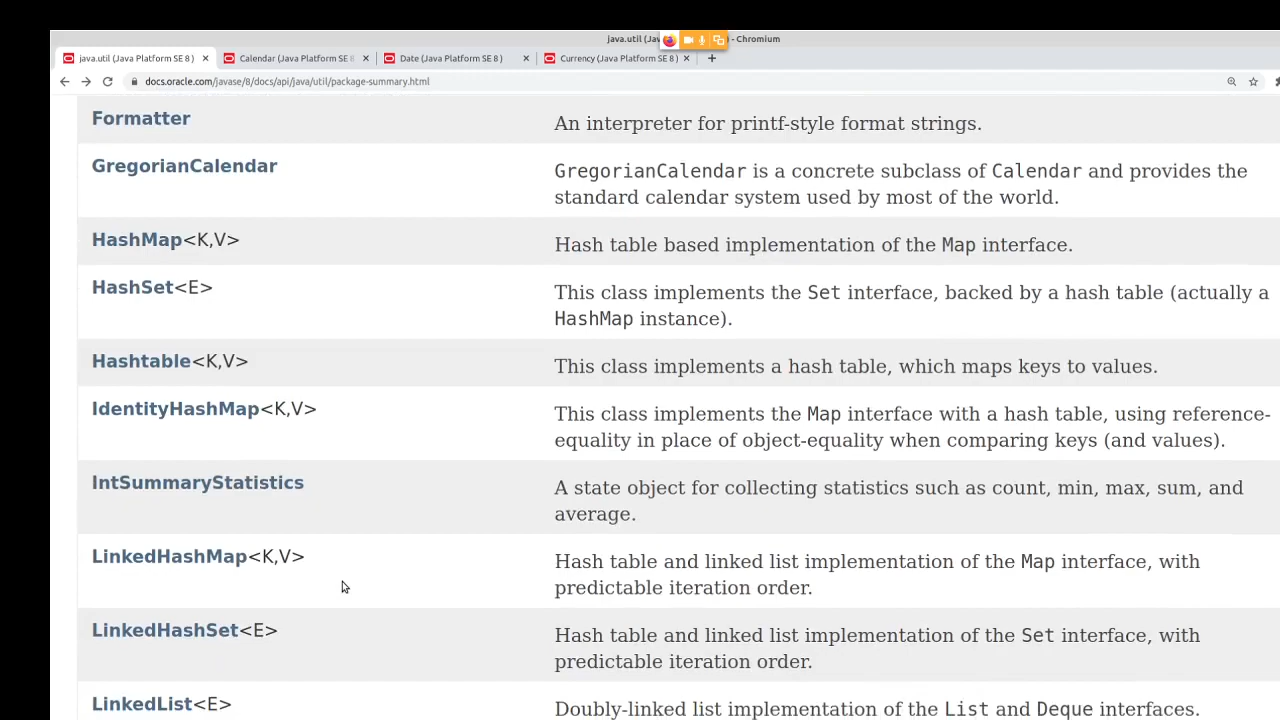 java.util (Jav - Chromium
java.util (Java Platform SE 8 )
Calendar (Java Platform SE 8
Date (Java Platform SE 8 )
Currency (Java Platform SE 8 )
docs.oracle.com/javase/8/docs/api/java/util/package-summary.html
Formatter
An interpreter for printf-style format strings.
GregorianCalendar
GregorianCalendar is a concrete subclass of Calendar and provides the
standard calendar system used by most of the world.
HashMap<K,V>
Hash table based implementation of the Map interface.
HashSet<E>
This class implements the Set interface, backed by a hash table (actually a
HashMap instance).
Hashtable<K,V>
This class implements a hash table, which maps keys to values.
IdentityHashMap<K,V>
This class implements the Map interface with a hash table, using reference-
equality in place of object-equality when comparing keys (and values).
IntSummaryStatistics
A state object for collecting statistics such as count, min, max, sum, and
average.
LinkedHashMap<K,V>
Hash table and linked list implementation of the Map interface, with
predictable iteration order.
LinkedHashSet<E>
Hash table and linked list implementation of the Set interface, with
predictable iteration order.
LinkedList<E>
Doubly-linked list implementation of the List and Deque interfaces.